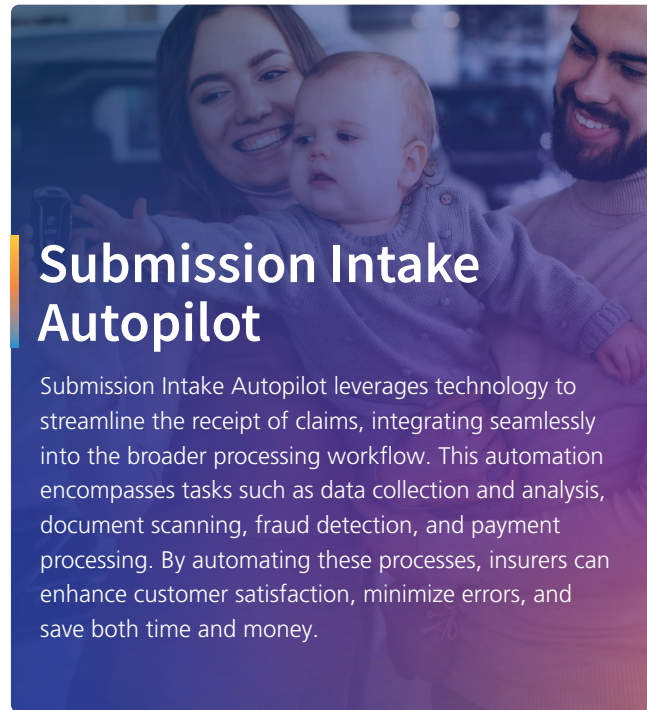 Submission Intake
Autopilot
Submission Intake Autopilot leverages technology to
streamline the receipt of claims, integrating seamlessly
into the broader processing workflow. This automation
encompasses tasks such as data collection and analysis,
document scanning, fraud detection, and payment
processing. By automating these processes, insurers can
enhance customer satisfaction, minimize errors, and
save both time and money.